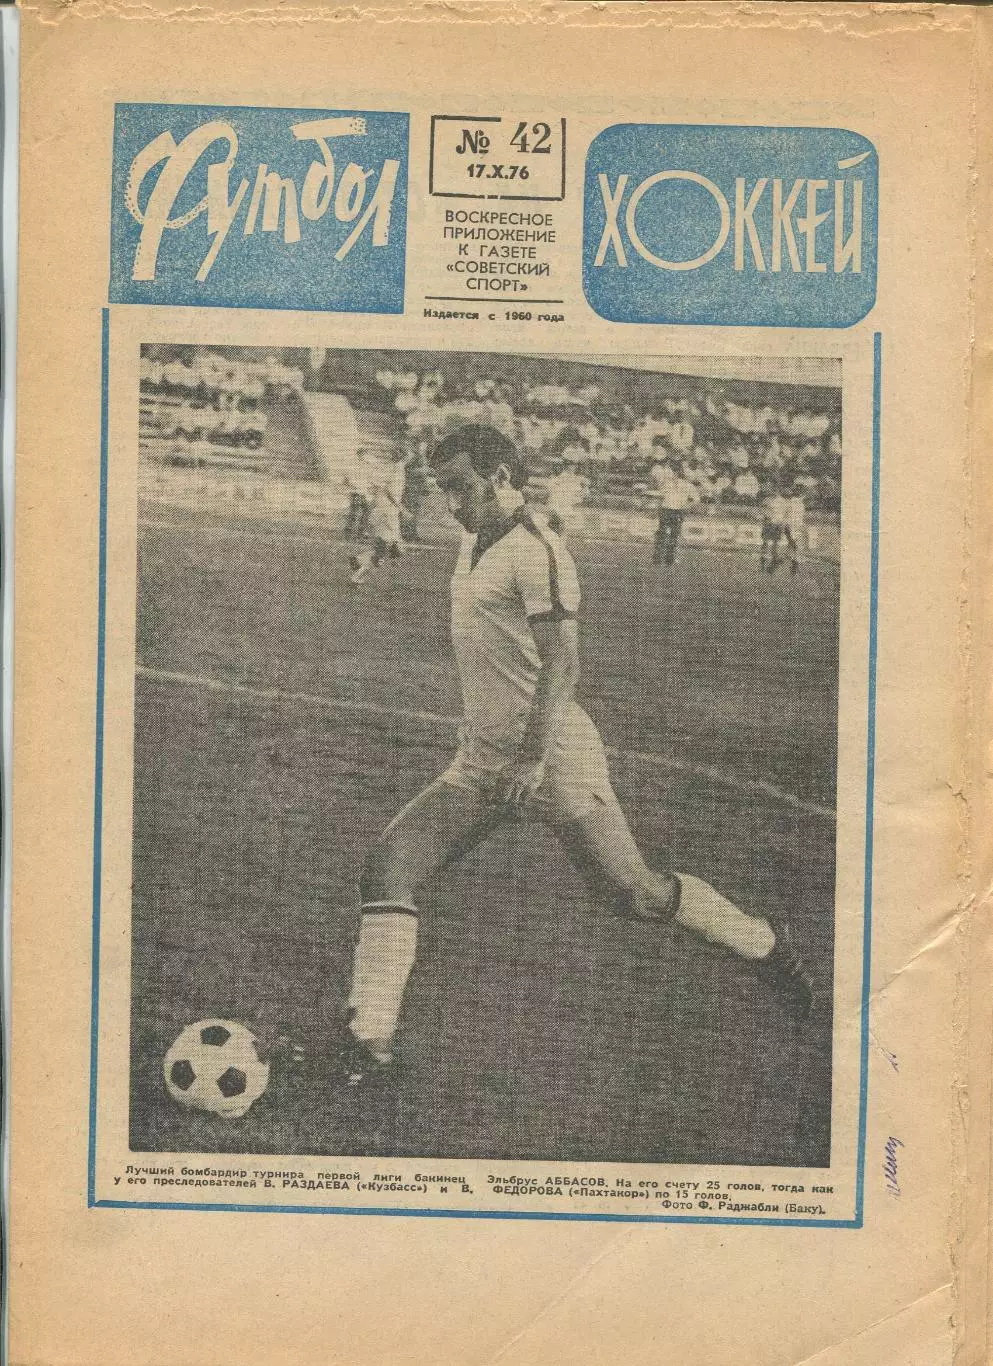 Футбол
№ 42
17.X.76
ВОСКРЕСНОЕ
ПРИЛОЖЕНИЕ
К ГАЗЕТЕ
«СОВЕТСКИЙ
СПОРТ»
Издается с 1960 года
ХОККЕЙ
Лучший бомбардир турнира первой лиги бакинец Эльбрус АББАСОВ. На его счету 25 голов, тогда как
у его преследователей В. РАЗДАЕВА («Кузбасс») и В. ФЕДОРОВА («Пахтакор») по 15 голов.
Фото Ф. Раджабли (Баку).